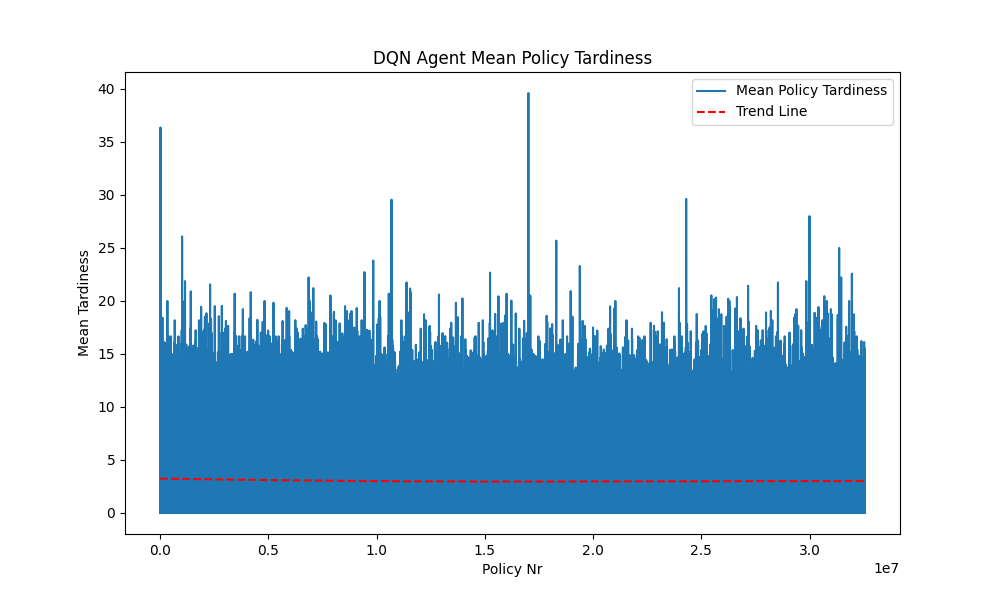 DQN Agent Mean Policy Tardiness
Mean Policy Tardiness
Trend Line
40
35
30
25
20
15
10
5
0
Mean Tardiness
0.0 0.5 1.0 1.5 2.0 2.5 3.0
1e7
Policy Nr